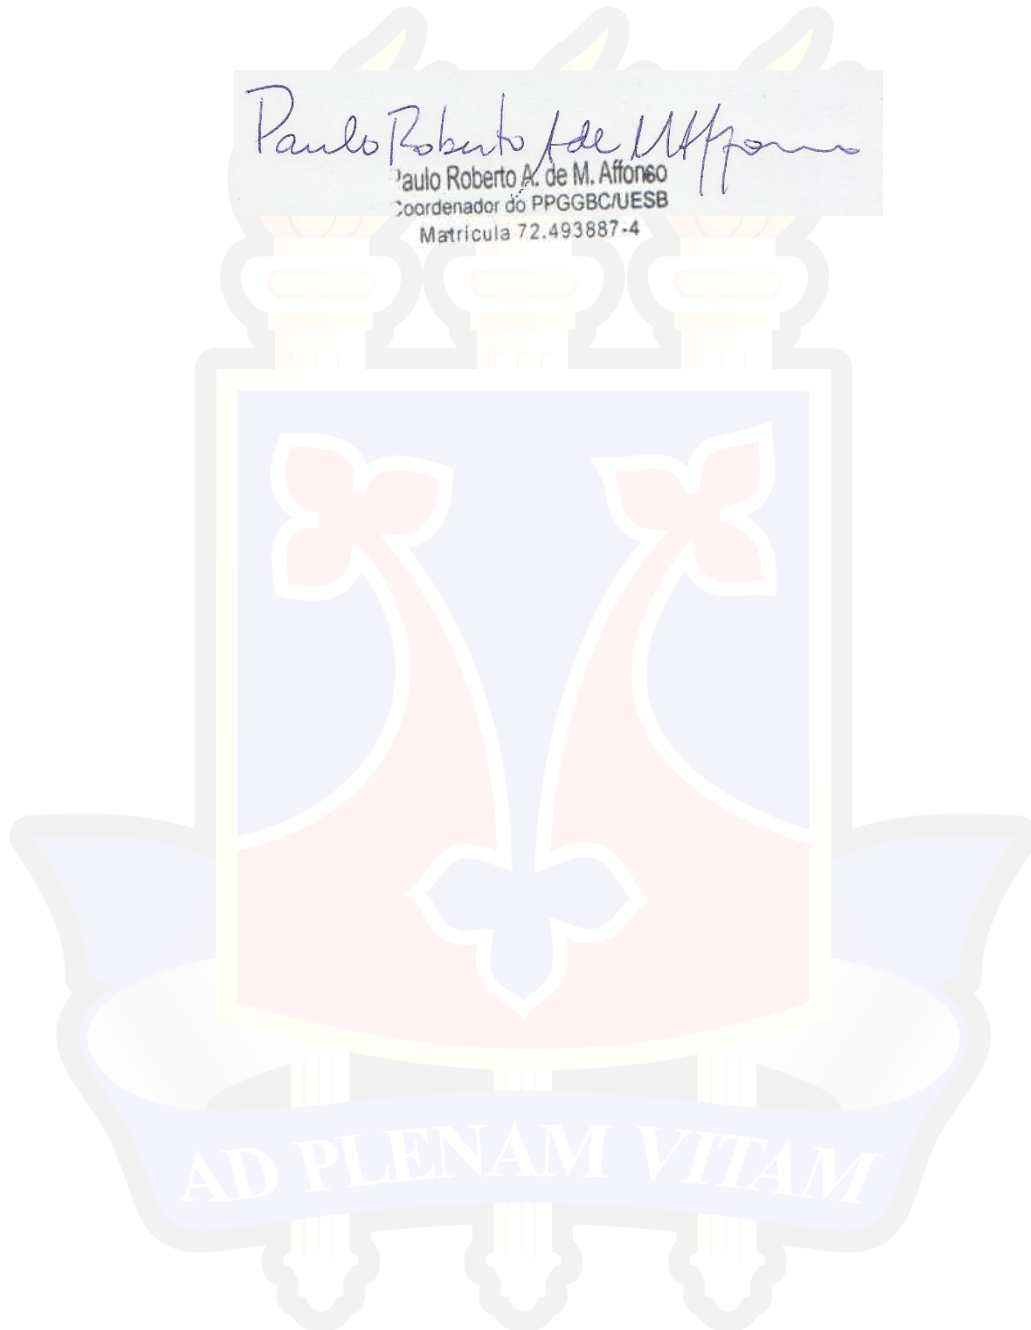 Paulo Roberto A de M Affonso
Paulo Roberto A. de M. Affonso
Coordenador do PPGGBC/UESB
Matrícula 72.493887-4
AD PLENAM VITAM